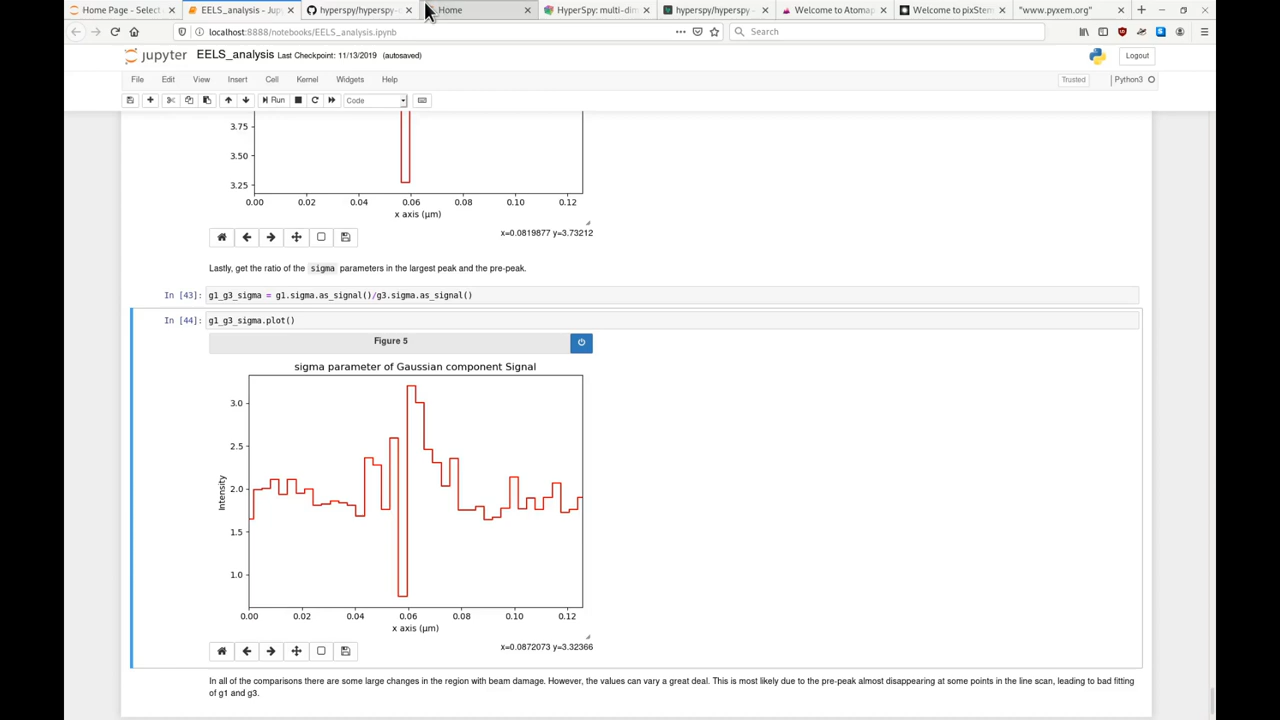 Home Page - Select
EELS_analysis - Jup
hyperspy/hyperspy-
Home
HyperSpy: multi-dim
hyperspy/hyperspy -
Welcome to Atomap
Welcome to pixStem
"www.pyxem.org"
localhost:8888/notebooks/EELS_analysis.ipynb
Search
jupyter EELS_analysis Last Checkpoint: 11/13/2019 (autosaved)
Logout
File Edit View Insert Cell Kernel Widgets Help
Trusted
Python3
Run
Code
3.75
3.50
3.25
0.00 0.02 0.04 0.06 0.08 0.10 0.12
x axis (µm)
x=0.0819877 y=3.73212
Lastly, get the ratio of the sigma parameters in the largest peak and the pre-peak.
In [43]: g1_g3_sigma = g1.sigma.as_signal()/g3.sigma.as_signal()
In [44]: g1_g3_sigma.plot()
Figure 5
sigma parameter of Gaussian component Signal
3.0
2.5
2.0
1.5
1.0
Intensity
0.00 0.02 0.04 0.06 0.08 0.10 0.12
x axis (µm)
x=0.0872073 y=3.32366
In all of the comparisons there are some large changes in the region with beam damage. However, the values can vary a great deal. This is most likely due to the pre-peak almost disappearing at some points in the line scan, leading to bad fitting
of g1 and g3.